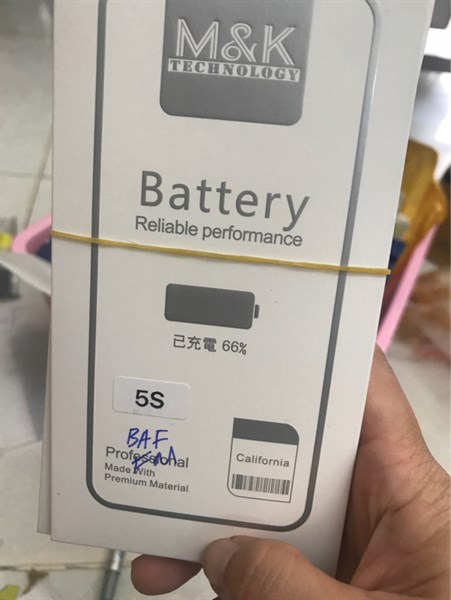 M&K
TECHNOLOGY
Battery
Reliable performance
已充電 66%
5S
BAF
Professional
Made With
Premium Material
California